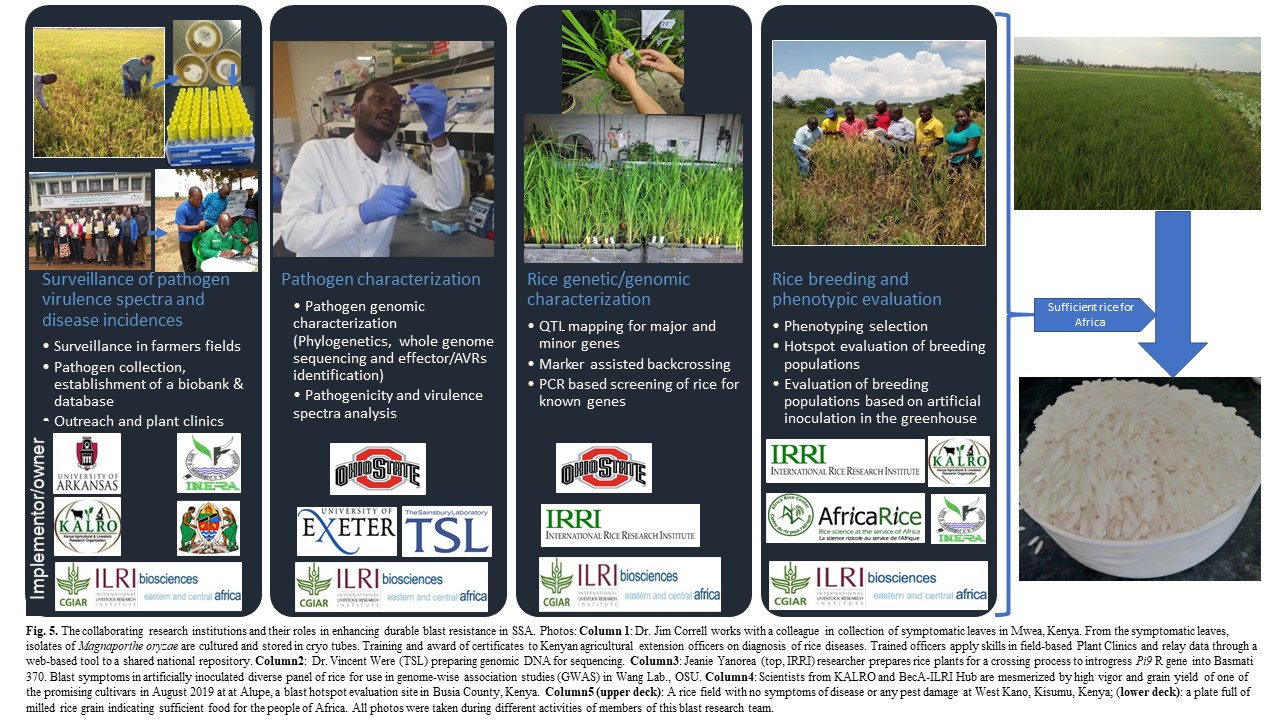 Surveillance of pathogen
virulence spectra and
disease incidences
• Surveillance in farmers fields
• Pathogen collection,
establishment of a biobank &
database
• Outreach and plant clinics
Implementor/owner
UNIVERSITY OF
ARKANSAS
INERA
KALRO
Kenya Agricultural & Livestock
Research Organization
CGIAR
ILRI
INTERNATIONAL
LIVESTOCK RESEARCH
INSTITUTE
biosciences
eastern and central africa
Pathogen characterization
• Pathogen genomic
characterization
(Phylogenetics, whole genome
sequencing and effector/AVRs
identification)
• Pathogenicity and virulence
spectra analysis
OHIO STATE
UNIVERSITY OF
EXETER
The Sainsbury Laboratory
TSL
CGIAR
ILRI
INTERNATIONAL
LIVESTOCK RESEARCH
INSTITUTE
biosciences
eastern and central africa
Rice genetic/genomic
characterization
• QTL mapping for major and
minor genes
• Marker assisted backcrossing
• PCR based screening of rice for
known genes
OHIO STATE
IRRI
INTERNATIONAL RICE RESEARCH INSTITUTE
CGIAR
ILRI
INTERNATIONAL
LIVESTOCK RESEARCH
INSTITUTE
biosciences
eastern and central africa
Rice breeding and
phenotypic evaluation
• Phenotyping selection
• Hotspot evaluation of breeding
populations
• Evaluation of breeding
populations based on artificial
inoculation in the greenhouse
IRRI
INTERNATIONAL RICE RESEARCH INSTITUTE
KALRO
Kenya Agricultural & Livestock
Research Organization
Africa Rice Center
AfricaRice
Rice science at the service of Africa
La science rizicole au service de l'Afrique
INERA
CGIAR
ILRI
INTERNATIONAL
LIVESTOCK RESEARCH
INSTITUTE
biosciences
eastern and central africa
Sufficient rice for
Africa
Fig. 5. The collaborating research institutions and their roles in enhancing durable blast resistance in SSA. Photos: Column 1: Dr. Jim Correll works with a colleague in collection of symptomatic leaves in Mwea, Kenya. From the symptomatic leaves,
isolates of Magnaporthe oryzae are cultured and stored in cryo tubes. Training and award of certificates to Kenyan agricultural extension officers on diagnosis of rice diseases. Trained officers apply skills in field-based Plant Clinics and relay data through a
web-based tool to a shared national repository. Column2: Dr. Vincent Were (TSL) preparing genomic DNA for sequencing. Column3: Jeanie Yanorea (top, IRRI) researcher prepares rice plants for a crossing process to introgress Pi9 R gene into Basmati
370. Blast symptoms in artificially inoculated diverse panel of rice for use in genome-wise association studies (GWAS) in Wang Lab., OSU. Column4: Scientists from KALRO and BecA-ILRI Hub are mesmerized by high vigor and grain yield of one of
the promising cultivars in August 2019 at at Alupe, a blast hotspot evaluation site in Busia County, Kenya. Column5 (upper deck): A rice field with no symptoms of disease or any pest damage at West Kano, Kisumu, Kenya; (lower deck): a plate full of
milled rice grain indicating sufficient food for the people of Africa. All photos were taken during different activities of members of this blast research team.